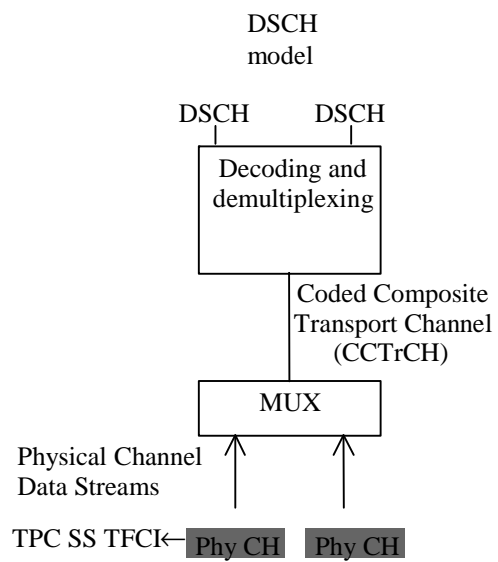 DSCH
model
DSCH DSCH
Decoding and
demultiplexing
Coded Composite
Transport Channel
(CCTrCH)
MUX
Physical Channel
Data Streams
TPC SS TFCI← Phy CH Phy CH